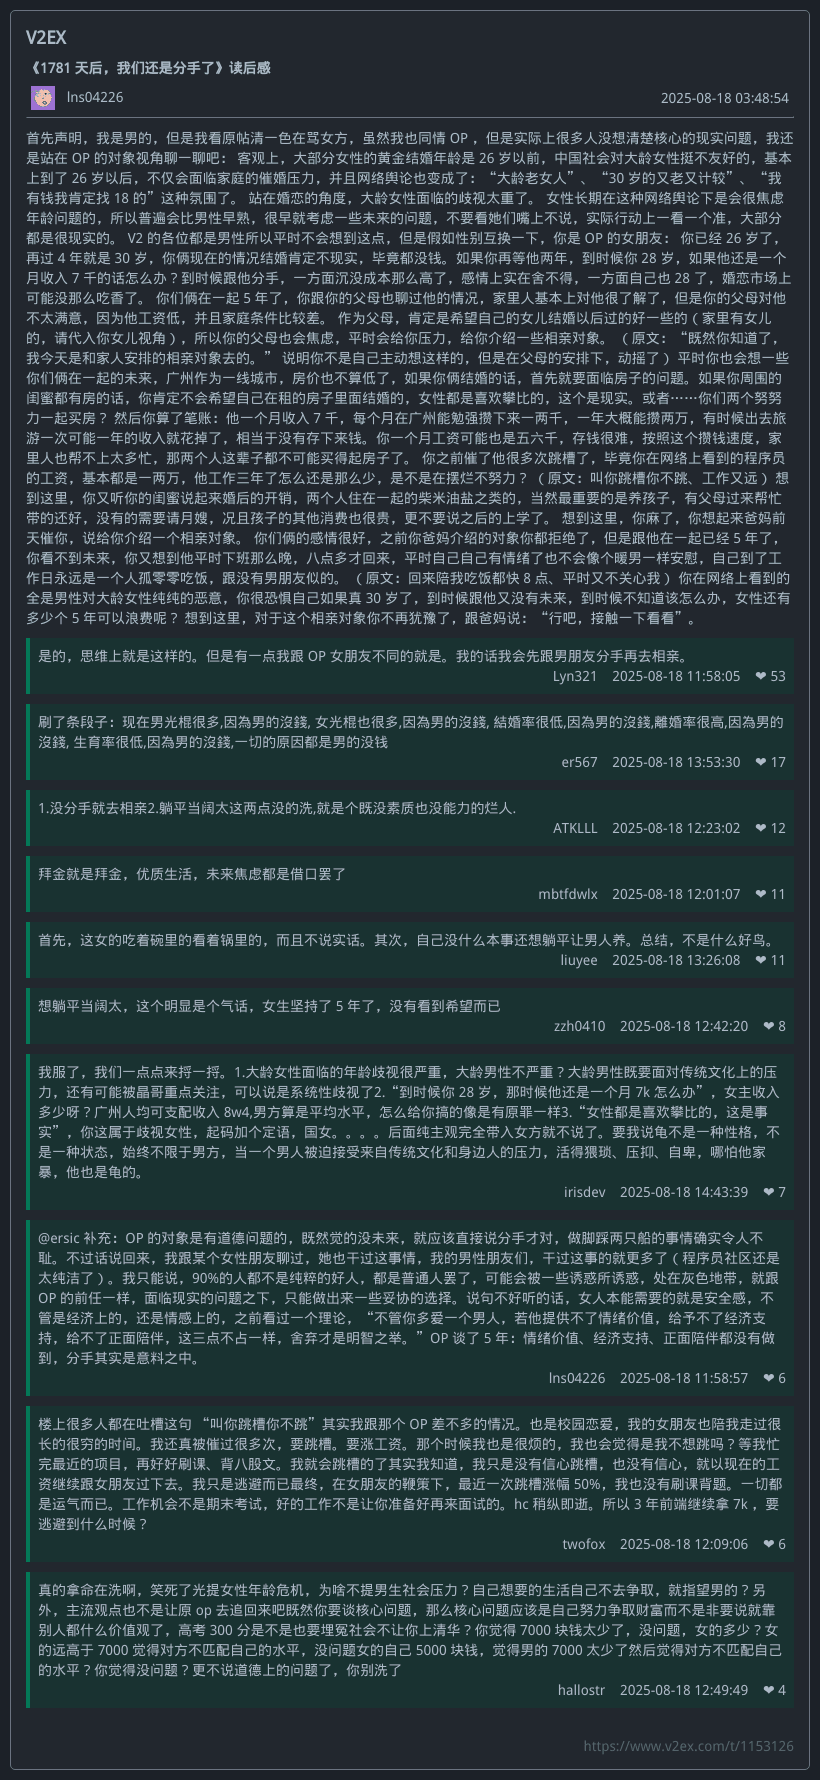 V2EX
《1781 天后，我们还是分手了》读后感
lns04226
2025-08-18 03:48:54
首先声明，我是男的，但是我看原帖清一色在骂女方，虽然我也同情 OP ，但是实际上很多人没想清楚核心的现实问题，我还
是站在 OP 的对象视角聊一聊吧： 客观上，大部分女性的黄金结婚年龄是 26 岁以前，中国社会对大龄女性挺不友好的，基本
上到了 26 岁以后，不仅会面临家庭的催婚压力，并且网络舆论也变成了： “大龄老女人”、 “30 岁的又老又计较”、 “我
有钱我肯定找 18 的”这种氛围了。 站在婚恋的角度，大龄女性面临的歧视太重了。 女性长期在这种网络舆论下是会很焦虑
年龄问题的，所以普遍会比男性早熟，很早就考虑一些未来的问题，不要看她们嘴上不说，实际行动上一看一个准，大部分
都是很现实的。 V2 的各位都是男性所以平时不会想到这点，但是假如性别互换一下，你是 OP 的女朋友： 你已经 26 岁了，
再过 4 年就是 30 岁，你俩现在的情况结婚肯定不现实，毕竟都没钱。如果你再等他两年，到时候你 28 岁，如果他还是一个
月收入 7 千的话怎么办？到时候跟他分手，一方面沉没成本那么高了，感情上实在舍不得，一方面自己也 28 了，婚恋市场上
可能没那么吃香了。 你们俩在一起 5 年了，你跟你的父母也聊过他的情况，家里人基本上对他很了解了，但是你的父母对他
不太满意，因为他工资低，并且家庭条件比较差。 作为父母，肯定是希望自己的女儿结婚以后过的好一些的（ 家里有女儿
的，请代入你女儿视角），所以你的父母也会焦虑，平时会给你压力，给你介绍一些相亲对象。 （ 原文： “既然你知道了，
我今天是和家人安排的相亲对象去的。” 说明你不是自己主动想这样的，但是在父母的安排下，动摇了） 平时你也会想一些
你们俩在一起的未来，广州作为一线城市，房价也不算低了，如果你俩结婚的话，首先就要面临房子的问题。如果你周围的
闺蜜都有房的话，你肯定不会希望自己在租的房子里面结婚的，女性都是喜欢攀比的，这个是现实。或者……你们两个努努
力一起买房？ 然后你算了笔账：他一个月收入 7 千，每个月在广州能勉强攒下来一两千，一年大概能攒两万，有时候出去旅
游一次可能一年的收入就花掉了，相当于没有存下来钱。你一个月工资可能也是五六千，存钱很难，按照这个攒钱速度，家
里人也帮不上太多忙，那两个人这辈子都不可能买得起房子了。 你之前催了他很多次跳槽了，毕竟你在网络上看到的程序员
的工资，基本都是一两万，他工作三年了怎么还是那么少，是不是在摆烂不努力？ （ 原文：叫你跳槽你不跳、工作又远 ） 想
到这里，你又听你的闺蜜说起来婚后的开销，两个人住在一起的柴米油盐之类的，当然最重要的是养孩子，有父母过来帮忙
带的还好，没有的需要请月嫂，况且孩子的其他消费也很贵，更不要说之后的上学了。 想到这里，你麻了，你想起来爸妈前
天催你，说给你介绍一个相亲对象。 你们俩的感情很好，之前你爸妈介绍的对象你都拒绝了，但是跟他在一起已经 5 年了，
你看不到未来，你又想到他平时下班那么晚，八点多才回来，平时自己自己有情绪了也不会像个暖男一样安慰，自己到了工
作日永远是一个人孤零零吃饭，跟没有男朋友似的。 （ 原文：回来陪我吃饭都快 8 点、平时又不关心我 ） 你在网络上看到的
全是男性对大龄女性纯纯的恶意，你很恐惧自己如果真 30 岁了，到时候跟他又没有未来，到时候不知道该怎么办，女性还有
多少个 5 年可以浪费呢？ 想到这里，对于这个相亲对象你不再犹豫了，跟爸妈说： “行吧，接触一下看看”。
是的，思维上就是这样的。但是有一点我跟 OP 女朋友不同的就是。我的话我会先跟男朋友分手再去相亲。
Lyn321 2025-08-18 11:58:05 ❤ 53
刷了条段子：现在男光棍很多,因為男的沒錢, 女光棍也很多,因為男的沒錢, 結婚率很低,因為男的沒錢,離婚率很高,因為男的
沒錢, 生育率很低,因為男的沒錢,一切的原因都是男的没钱
er567 2025-08-18 13:53:30 ❤ 17
1.没分手就去相亲2.躺平当阔太这两点没的洗,就是个既没素质也没能力的烂人.
ATKLLL 2025-08-18 12:23:02 ❤ 12
拜金就是拜金，优质生活，未来焦虑都是借口罢了
mbtfdwlx 2025-08-18 12:01:07 ❤ 11
首先，这女的吃着碗里的看着锅里的，而且不说实话。其次，自己没什么本事还想躺平让男人养。总结，不是什么好鸟。
liuyee 2025-08-18 13:26:08 ❤ 11
想躺平当阔太，这个明显是个气话，女生坚持了 5 年了，没有看到希望而已
zzh0410 2025-08-18 12:42:20 ❤ 8
我服了，我们一点点来捋一捋。1.大龄女性面临的年龄歧视很严重，大龄男性不严重？大龄男性既要面对传统文化上的压
力，还有可能被晶哥重点关注，可以说是系统性歧视了2.“到时候你 28 岁，那时候他还是一个月 7k 怎么办”，女主收入
多少呀？广州人均可支配收入 8w4,男方算是平均水平，怎么给你搞的像是有原罪一样3.“女性都是喜欢攀比的，这是事
实”，你这属于歧视女性，起码加个定语，国女。。。。后面纯主观完全带入女方就不说了。要我说龟不是一种性格，不
是一种状态，始终不限于男方，当一个男人被迫接受来自传统文化和身边人的压力，活得猥琐、压抑、自卑，哪怕他家
暴，他也是龟的。
irisdev 2025-08-18 14:43:39 ❤ 7
@ersic 补充：OP 的对象是有道德问题的，既然觉的没未来，就应该直接说分手才对，做脚踩两只船的事情确实令人不
耻。不过话说回来，我跟某个女性朋友聊过，她也干过这事情，我的男性朋友们，干过这事的就更多了（ 程序员社区还是
太纯洁了 ）。我只能说，90%的人都不是纯粹的好人，都是普通人罢了，可能会被一些诱惑所诱惑，处在灰色地带，就跟
OP 的前任一样，面临现实的问题之下，只能做出来一些妥协的选择。说句不好听的话，女人本能需要的就是安全感，不
管是经济上的，还是情感上的，之前看过一个理论， “不管你多爱一个男人，若他提供不了情绪价值，给予不了经济支
持，给不了正面陪伴，这三点不占一样，舍弃才是明智之举。”OP 谈了 5 年：情绪价值、经济支持、正面陪伴都没有做
到，分手其实是意料之中。
lns04226 2025-08-18 11:58:57 ❤ 6
楼上很多人都在吐槽这句 “叫你跳槽你不跳”其实我跟那个 OP 差不多的情况。也是校园恋爱，我的女朋友也陪我走过很
长的很穷的时间。我还真被催过很多次，要跳槽。要涨工资。那个时候我也是很烦的，我也会觉得是我不想跳吗？等我忙
完最近的项目，再好好刷课、背八股文。我就会跳槽的了其实我知道，我只是没有信心跳槽，也没有信心，就以现在的工
资继续跟女朋友过下去。我只是逃避而已最终，在女朋友的鞭策下，最近一次跳槽涨幅 50%，我也没有刷课背题。一切都
是运气而已。工作机会不是期末考试，好的工作不是让你准备好再来面试的。hc 稍纵即逝。所以 3 年前端继续拿 7k ，要
逃避到什么时候？
twofox 2025-08-18 12:09:06 ❤ 6
真的拿命在洗啊，笑死了光提女性年龄危机，为啥不提男生社会压力？自己想要的生活自己不去争取，就指望男的？另
外，主流观点也不是让原 op 去追回来吧既然你要谈核心问题，那么核心问题应该是自己努力争取财富而不是非要说就靠
别人都什么价值观了，高考 300 分是不是也要埋冤社会不让你上清华？你觉得 7000 块钱太少了，没问题，女的多少？女
的远高于 7000 觉得对方不匹配自己的水平，没问题女的自己 5000 块钱，觉得男的 7000 太少了然后觉得对方不匹配自己
的水平？你觉得没问题？更不说道德上的问题了，你别洗了
hallostr 2025-08-18 12:49:49 ❤ 4
https://www.v2ex.com/t/1153126